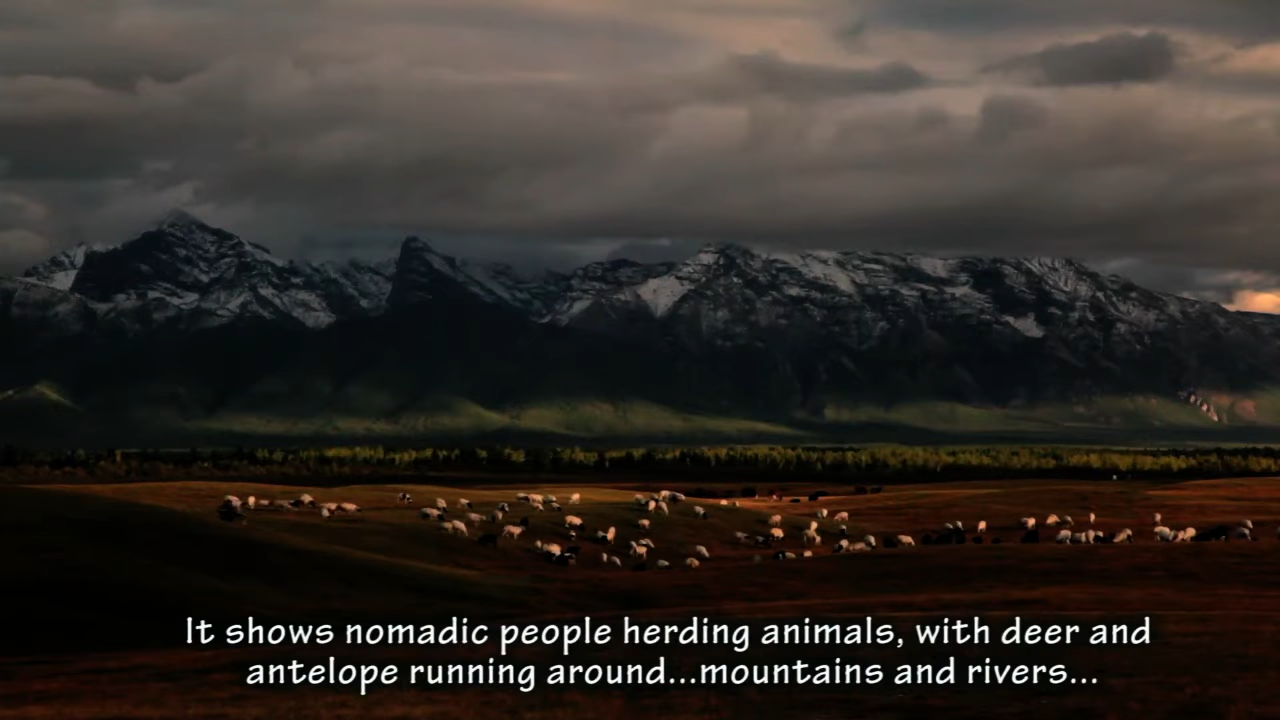 It shows nomadic people herding animals, with deer and
antelope running around...mountains and rivers...